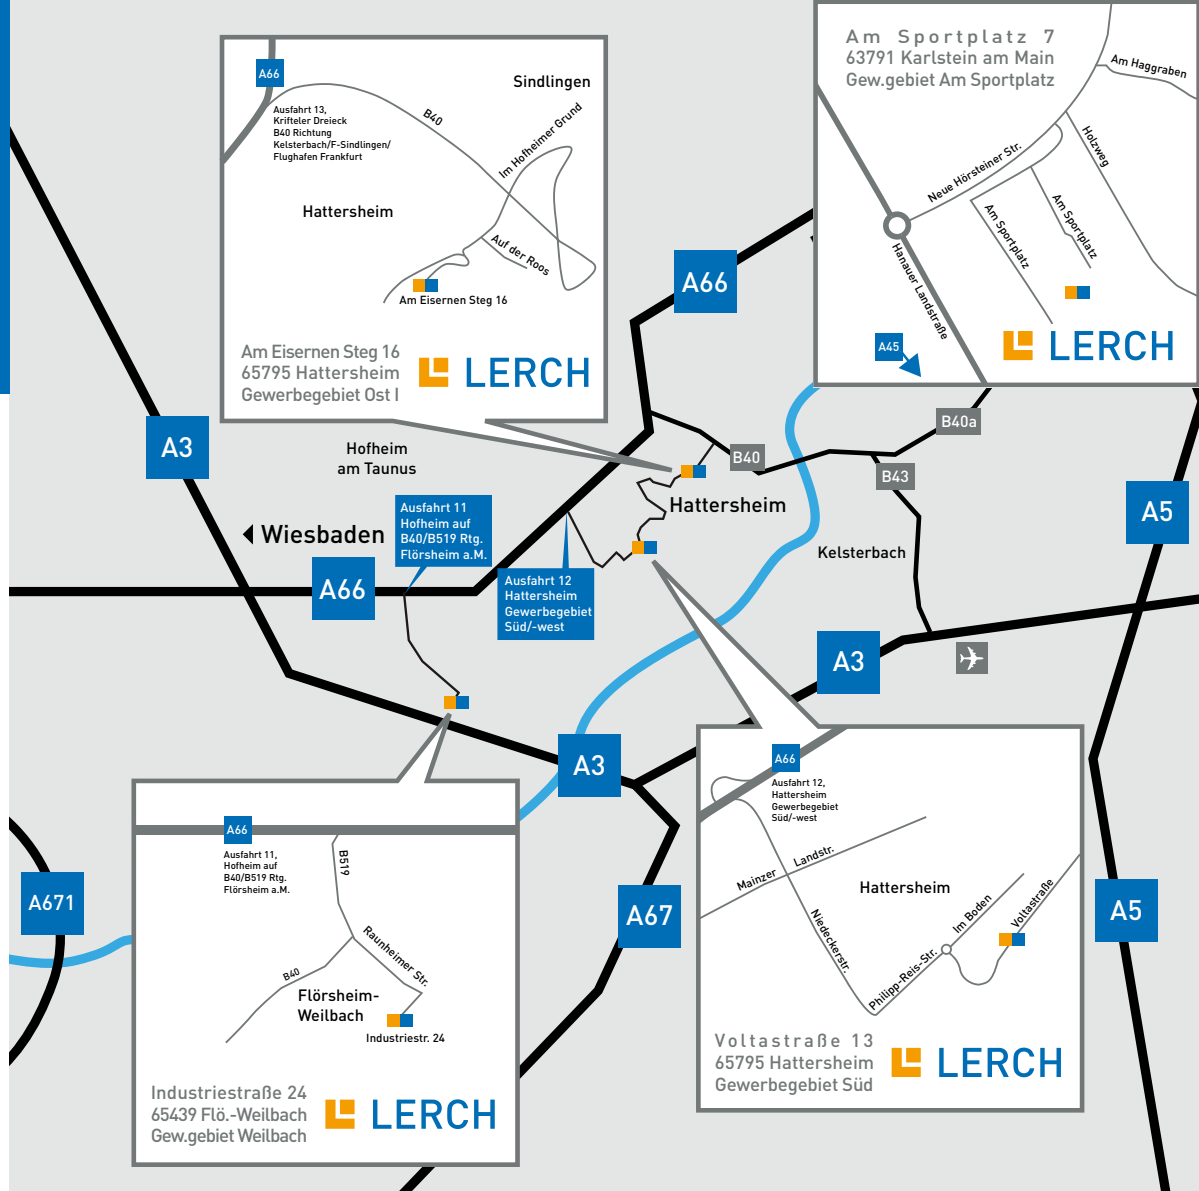 A66
Ausfahrt 13,
Krifteler Dreieck
B40 Richtung
Kelsterbach/F-Sindlingen/
Flughafen Frankfurt
B40
Sindlingen
Im Hofheimer Grund
Hattersheim
Auf der Roos
Am Eisernen Steg 16
Am Eisernen Steg 16
65795 Hattersheim
Gewerbegebiet Ost I
LERCH
Am Sportplatz 7
63791 Karlstein am Main
Gew.gebiet Am Sportplatz
Am Haggraben
Holzweg
Neue Hörsteiner Str.
Am Sportplatz
Am Sportplatz
Hanauer Landstraße
A45
LERCH
A66
A3
Hofheim
am Taunus
B40
B40a
B43
Hattersheim
A5
Wiesbaden
Ausfahrt 11
Hofheim auf
B40/B519 Rtg.
Flörsheim a.M.
A66
Ausfahrt 12
Hattersheim
Gewerbegebiet
Süd/-west
Kelsterbach
A3
A3
A671
A67
A5
A66
Ausfahrt 11,
Hofheim auf
B40/B519 Rtg.
Flörsheim a.M.
B519
Raunheimer Str.
B40
Flörsheim-
Weilbach
Industriestr. 24
Industriestraße 24
65439 Flö.-Weilbach
Gew.gebiet Weilbach
LERCH
A66
Ausfahrt 12,
Hattersheim
Gewerbegebiet
Süd/-west
Mainzer Landstr.
Hattersheim
Niedeckerstr.
Im Boden
Voltastraße
Philipp-Reis-Str.
Voltastraße 13
65795 Hattersheim
Gewerbegebiet Süd
LERCH